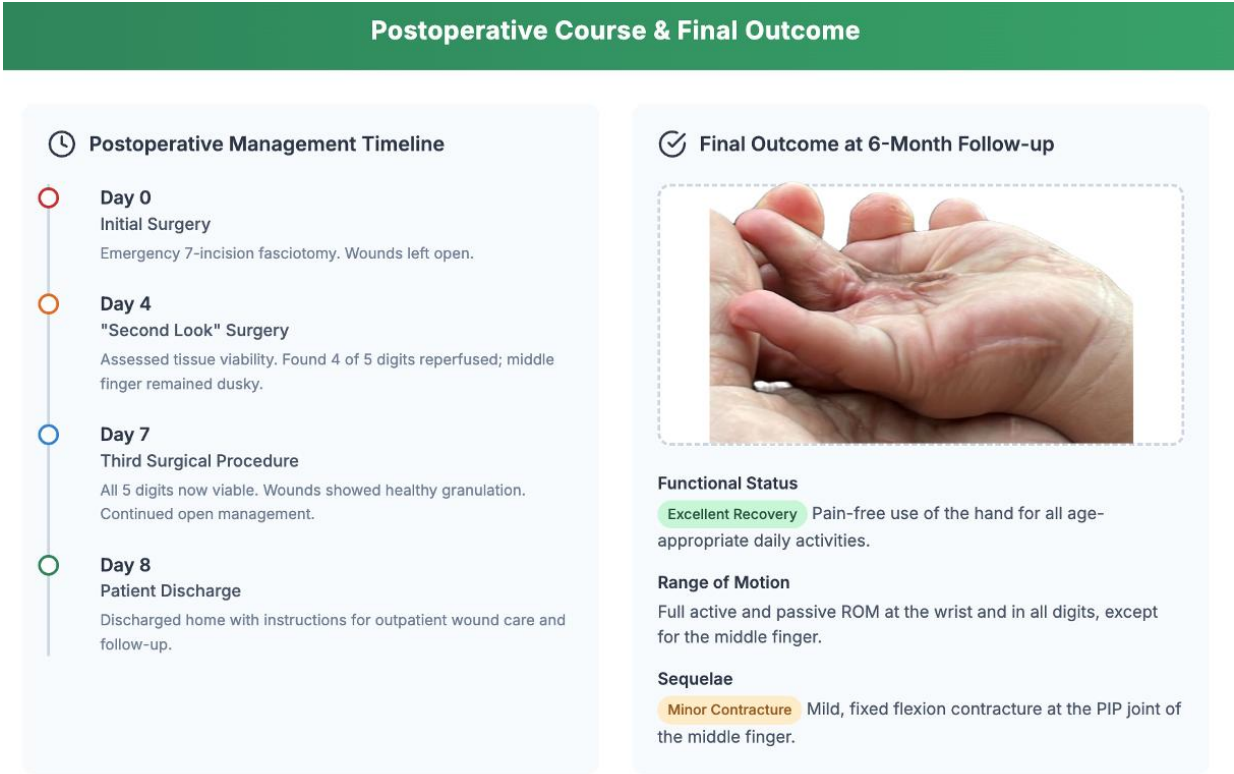 Postoperative Course & Final Outcome
Postoperative Management Timeline
Day 0
Initial Surgery
Emergency 7-incision fasciotomy. Wounds left open.
Day 4
"Second Look" Surgery
Assessed tissue viability. Found 4 of 5 digits reperfused; middle
finger remained dusky.
Day 7
Third Surgical Procedure
All 5 digits now viable. Wounds showed healthy granulation.
Continued open management.
Day 8
Patient Discharge
Discharged home with instructions for outpatient wound care and
follow-up.
Final Outcome at 6-Month Follow-up
Functional Status
Excellent Recovery Pain-free use of the hand for all age-
appropriate daily activities.
Range of Motion
Full active and passive ROM at the wrist and in all digits, except
for the middle finger.
Sequelae
Minor Contracture Mild, fixed flexion contracture at the PIP joint of
the middle finger.